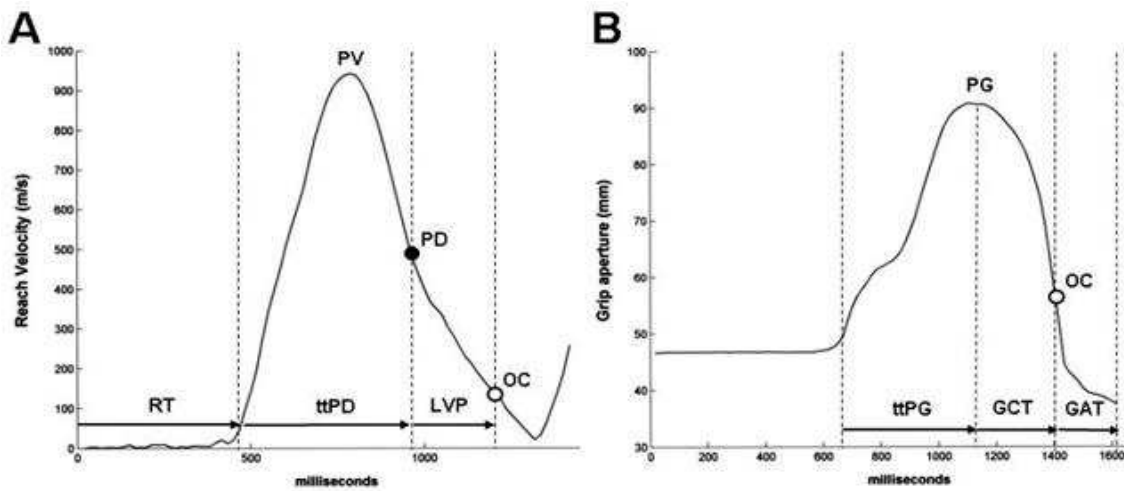 A
Reach Velocity (m/s)
1000
900
800
700
600
500
400
300
200
100
0
PV
PD
OC
RT
ttPD
LVP
0
500
1000
milliseconds
B
Grip aperture (mm)
100
90
80
70
60
50
40
30
PG
OC
ttPG
GCT
GAT
0
200
400
600
800
1000
1200
1400
1600
milliseconds